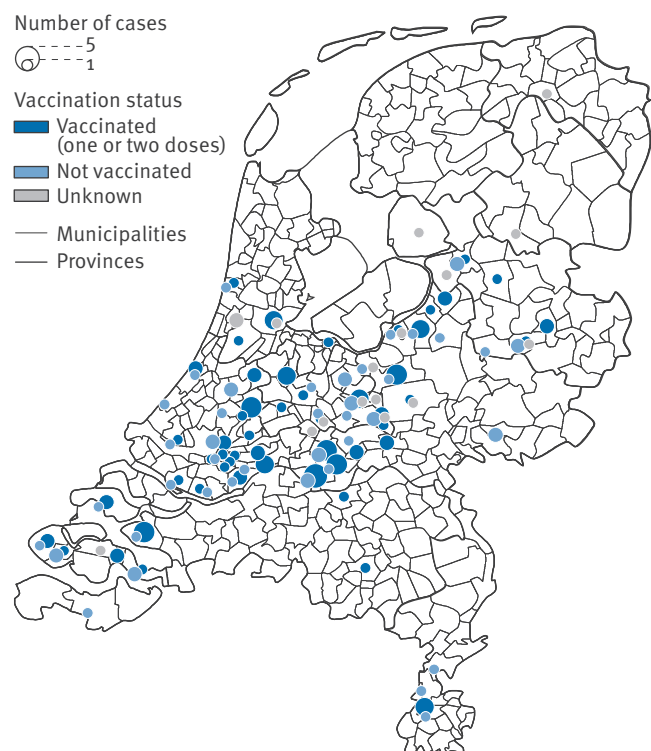 Number of cases
5
1
Vaccination status
Vaccinated
(one or two doses)
Not vaccinated
Unknown
Municipalities
Provinces